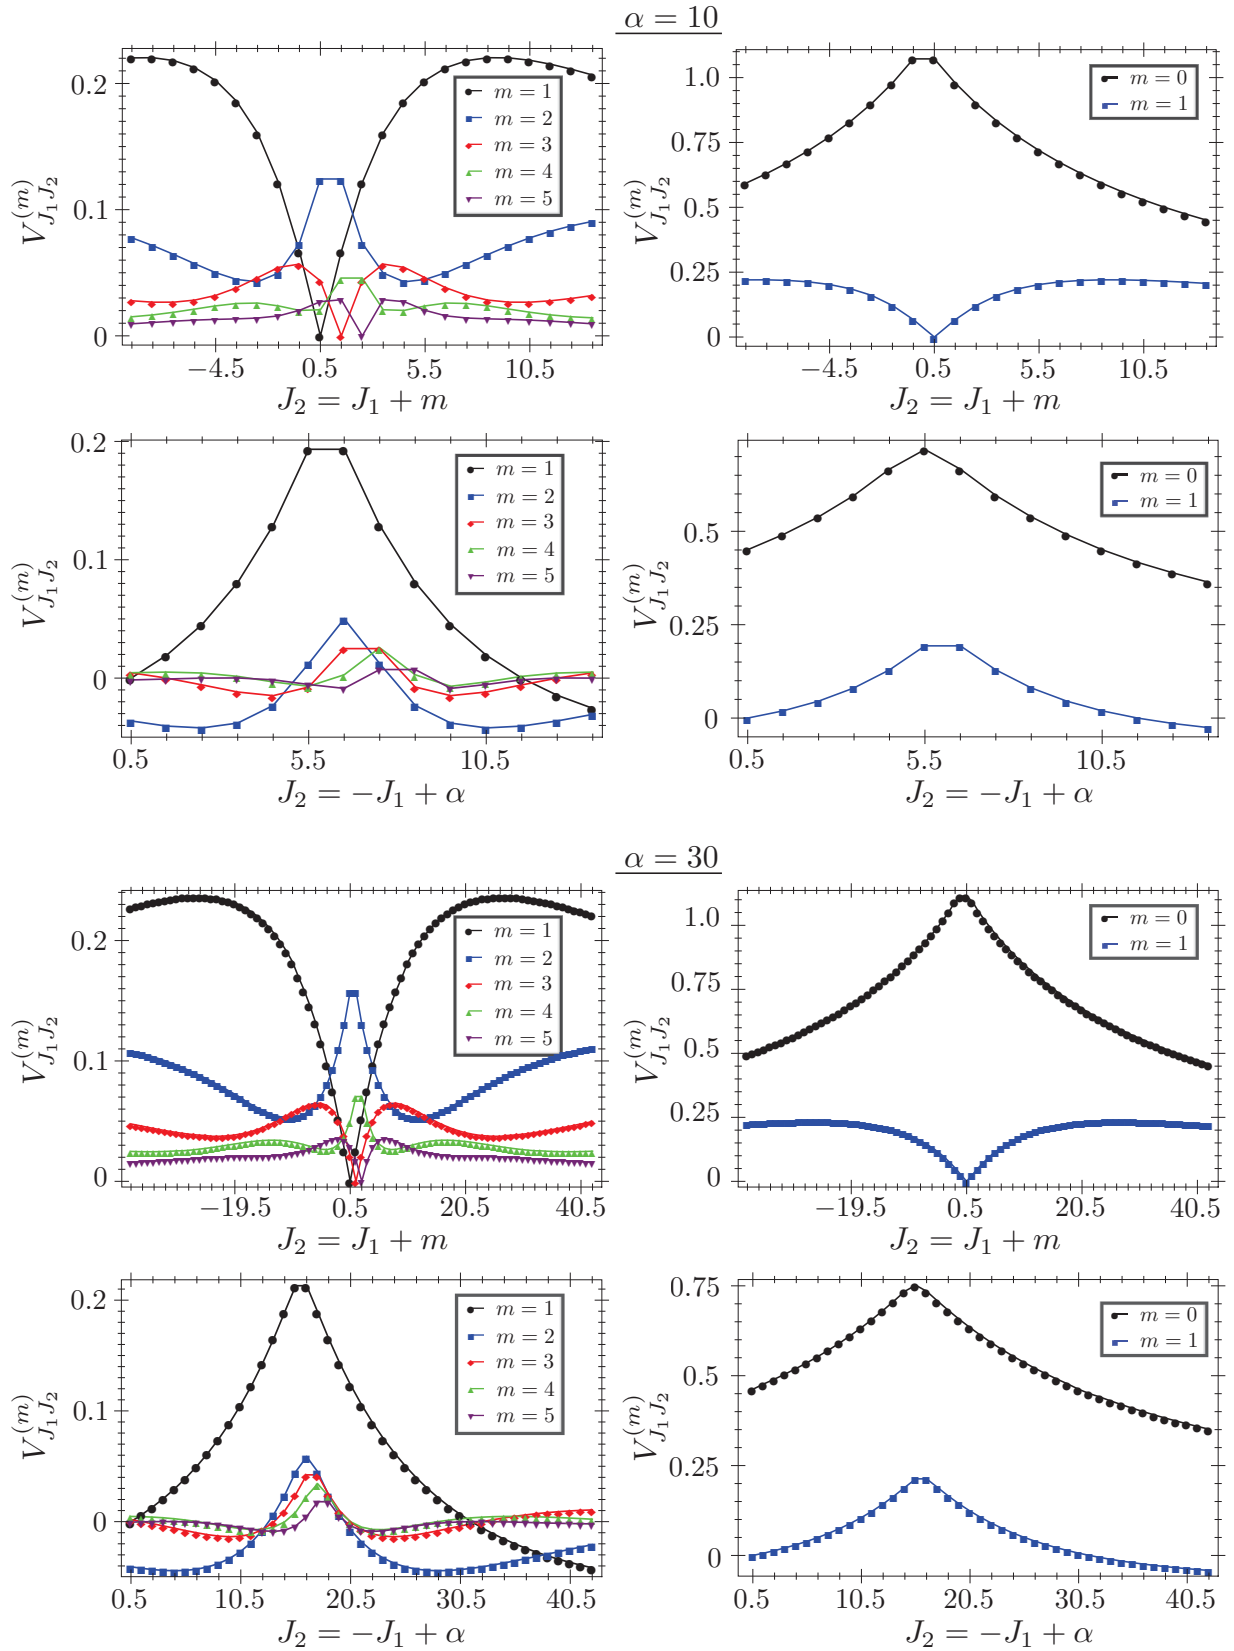 α = 10
0.2
0.1
0
V^{(m)}_{J_1 J_2}
m = 1
m = 2
m = 3
m = 4
m = 5
−4.5 0.5 5.5 10.5
J_2 = J_1 + m
1.0
0.75
0.5
0.25
0
V^{(m)}_{J_1 J_2}
m = 0
m = 1
−4.5 0.5 5.5 10.5
J_2 = J_1 + m
0.2
0.1
0
V^{(m)}_{J_1 J_2}
m = 1
m = 2
m = 3
m = 4
m = 5
0.5 5.5 10.5
J_2 = −J_1 + α
0.5
0.25
0
V^{(m)}_{J_1 J_2}
m = 0
m = 1
0.5 5.5 10.5
J_2 = −J_1 + α
α = 30
0.2
0.1
0
V^{(m)}_{J_1 J_2}
m = 1
m = 2
m = 3
m = 4
m = 5
−19.5 0.5 20.5 40.5
J_2 = J_1 + m
1.0
0.75
0.5
0.25
0
V^{(m)}_{J_1 J_2}
m = 0
m = 1
−19.5 0.5 20.5 40.5
J_2 = J_1 + m
0.2
0.1
0
V^{(m)}_{J_1 J_2}
m = 1
m = 2
m = 3
m = 4
m = 5
0.5 10.5 20.5 30.5 40.5
J_2 = −J_1 + α
0.75
0.5
0.25
0
V^{(m)}_{J_1 J_2}
m = 0
m = 1
0.5 10.5 20.5 30.5 40.5
J_2 = −J_1 + α